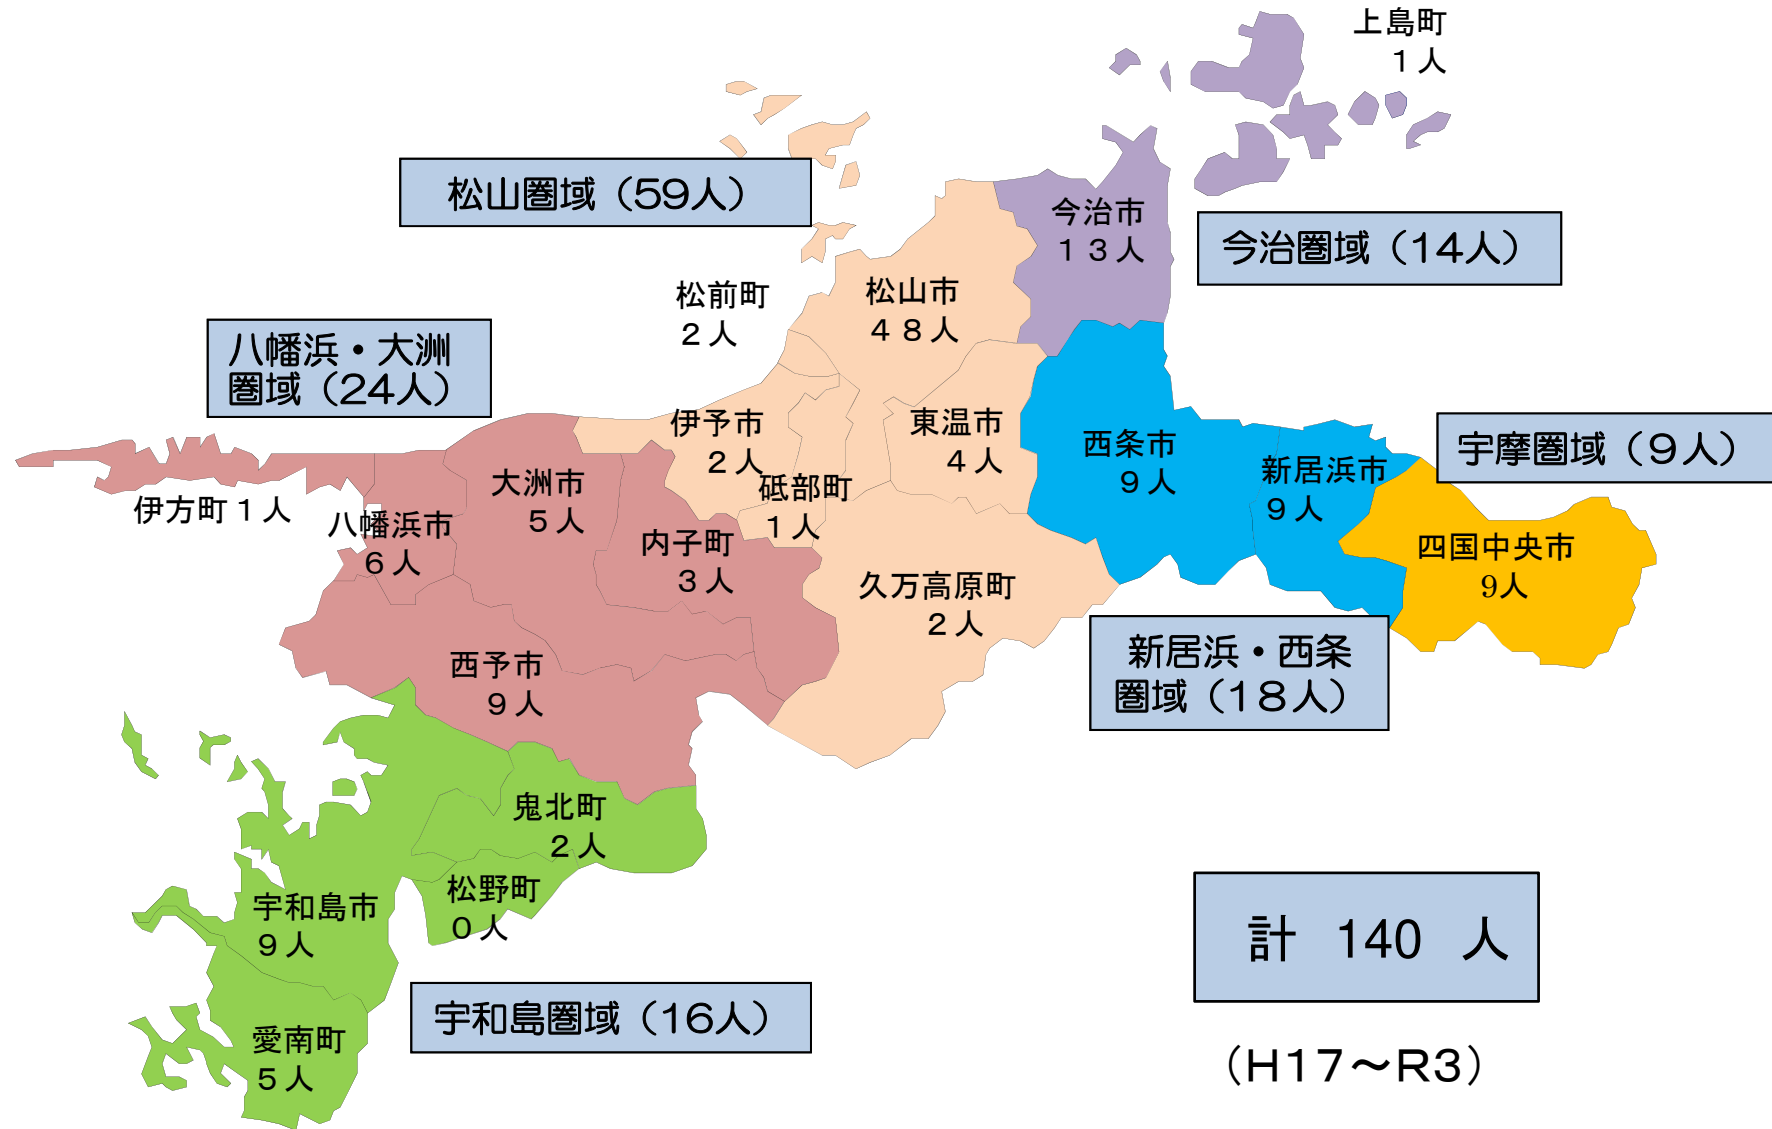 上島町
１人
松山圏域（59人）
今治市
１３人
今治圏域（14人）
松前町
２人
松山市
４８人
八幡浜・大洲
圏域（24人）
伊予市
２人
東温市
４人
西条市
９人
新居浜市
９人
宇摩圏域（９人）
大洲市
５人
砥部町
１人
伊方町１人
八幡浜市
６人
内子町
３人
四国中央市
9人
久万高原町
２人
新居浜・西条
圏域（18人）
西予市
９人
鬼北町
２人
松野町
０人
宇和島市
９人
計 140 人
宇和島圏域（16人）
愛南町
５人
（H17～R3）